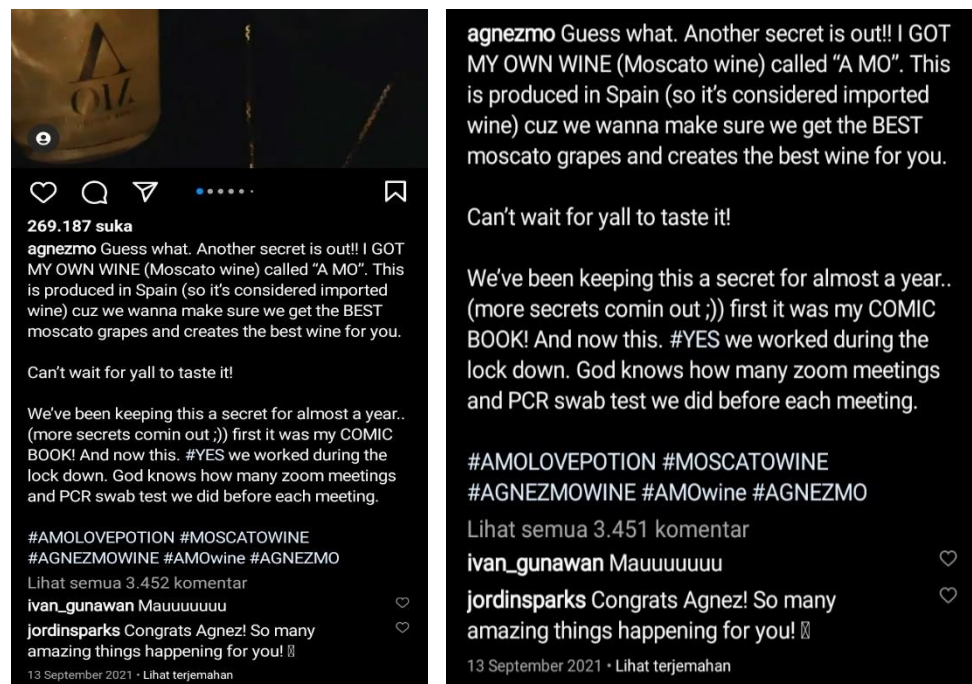 A
MO
269.187 suka
agnezmo Guess what. Another secret is out!! I GOT
MY OWN WINE (Moscato wine) called “A MO”. This
is produced in Spain (so it’s considered imported
wine) cuz we wanna make sure we get the BEST
moscato grapes and creates the best wine for you.
Can’t wait for yall to taste it!
We’ve been keeping this a secret for almost a year..
(more secrets comin out ;)) first it was my COMIC
BOOK! And now this. #YES we worked during the
lock down. God knows how many zoom meetings
and PCR swab test we did before each meeting.
#AMOLOVEPOTION #MOSCATOWINE
#AGNEZMOWINE #AMOwine #AGNEZMO
Lihat semua 3.452 komentar
ivan_gunawan Mauuuuuuu
jordinsparks Congrats Agnez! So many
amazing things happening for you!
13 September 2021 • Lihat terjemahan
agnezmo Guess what. Another secret is out!! I GOT
MY OWN WINE (Moscato wine) called “A MO”. This
is produced in Spain (so it’s considered imported
wine) cuz we wanna make sure we get the BEST
moscato grapes and creates the best wine for you.
Can’t wait for yall to taste it!
We’ve been keeping this a secret for almost a year..
(more secrets comin out ;)) first it was my COMIC
BOOK! And now this. #YES we worked during the
lock down. God knows how many zoom meetings
and PCR swab test we did before each meeting.
#AMOLOVEPOTION #MOSCATOWINE
#AGNEZMOWINE #AMOwine #AGNEZMO
Lihat semua 3.451 komentar
ivan_gunawan Mauuuuuuu
jordinsparks Congrats Agnez! So many
amazing things happening for you!
13 September 2021 • Lihat terjemahan